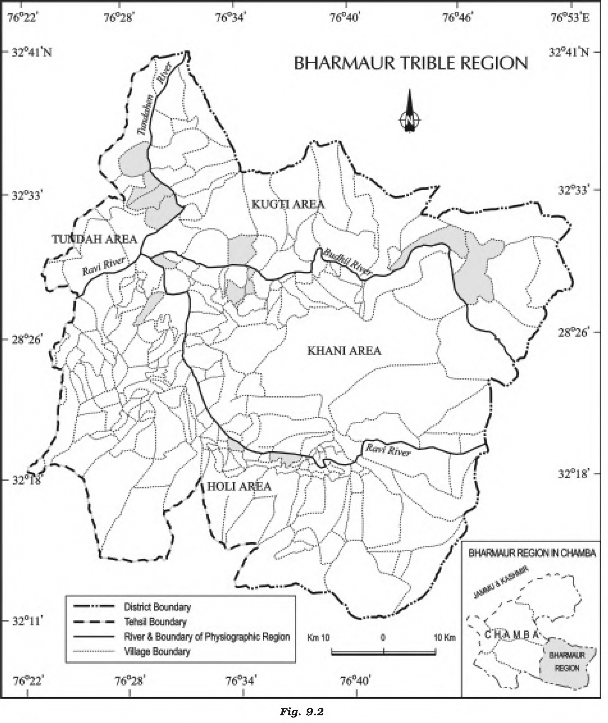 76°22' 76°28' 76°34' 76°40' 76°46' 76°53'E
32°41' 32°41'N
BHARMAUR TRIBLE REGION
N
Tundahen River
32°33' 32°33'
KUGTI AREA
TUNDAH AREA
Ravi River
Budhil River
28°26' 28°26'
KHANI AREA
Ravi River
32°18' 32°18'
HOLI AREA
BHARMAUR REGION IN CHAMBA
JAMMU & KASHMIR
CHAMBA
BHARMAUR
REGION
District Boundary
Tehsil Boundary
River & Boundary of Physiographic Region
Village Boundary
Km 10 0 10 Km
32°11'
76°22' 76°28' 76°34' 76°40'
Fig. 9.2